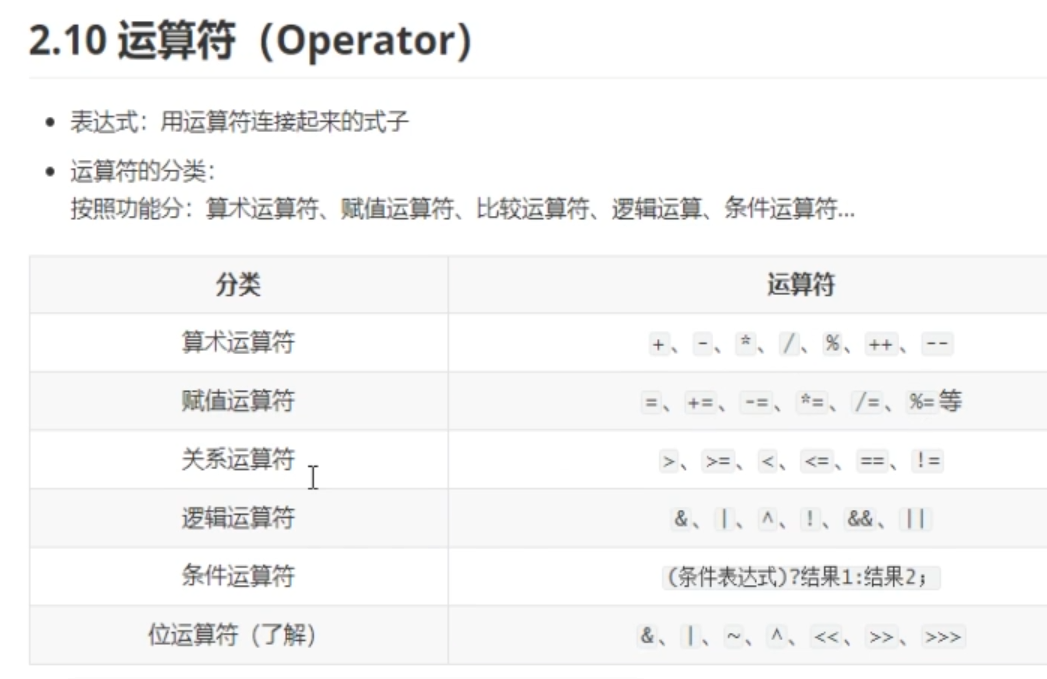 2.10 运算符（Operator）
• 表达式：用运算符连接起来的式子
• 运算符的分类：
按照功能分：算术运算符、赋值运算符、比较运算符、逻辑运算、条件运算符...
分类 运算符
算术运算符 +、-、*、/、%、++、--
赋值运算符 =、+=、-=、*=、/=、%=等
关系运算符 >、>=、<、<=、==、!=
逻辑运算符 &、|、^、!、&&、||
条件运算符 (条件表达式)?结果1:结果2;
位运算符（了解） &、|、~、^、<<、>>、>>>